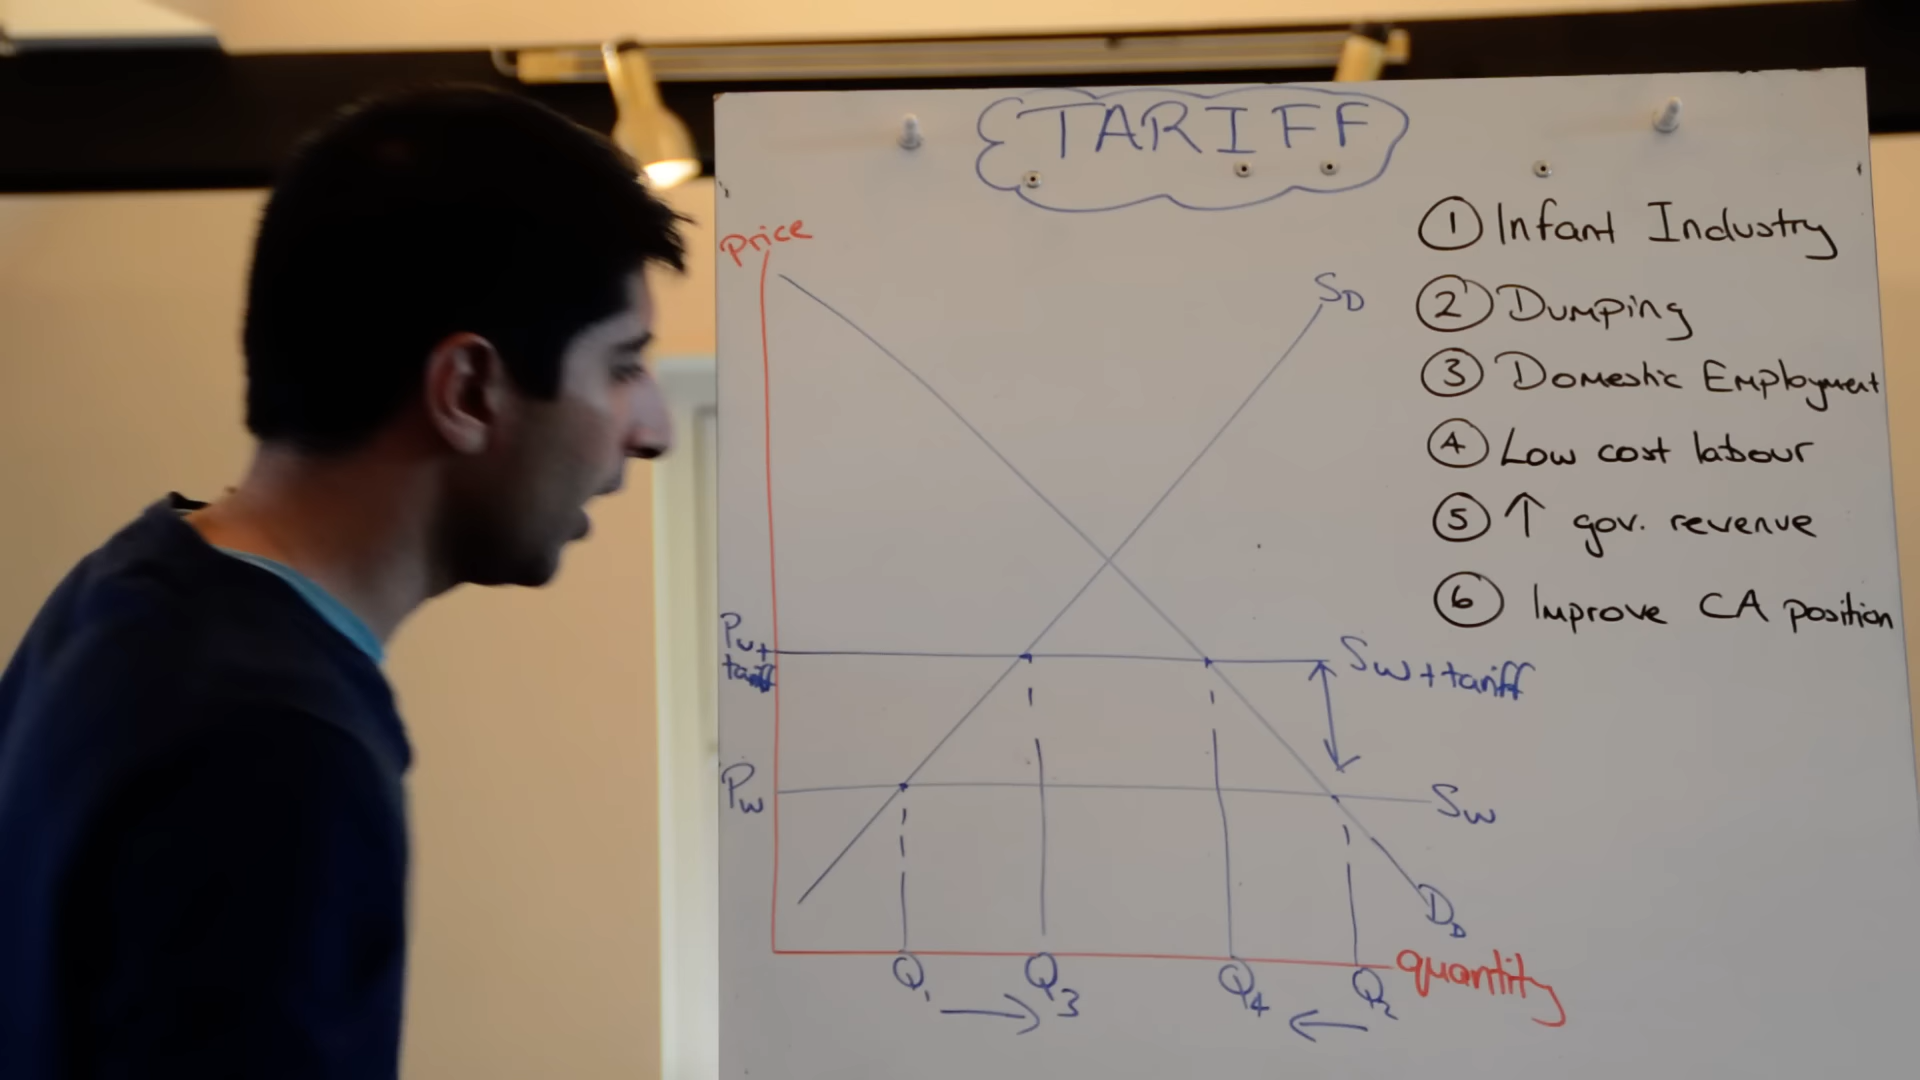 TARIFF
price
SD
① Infant Industry
② Dumping
③ Domestic Employment
④ Low cost labour
⑤ ↑ gov. revenue
⑥ Improve CA position
Pw+
tariff
Sw+tariff
Pw
Sw
DD
quantity
Q1 Q3 Q4 Q2